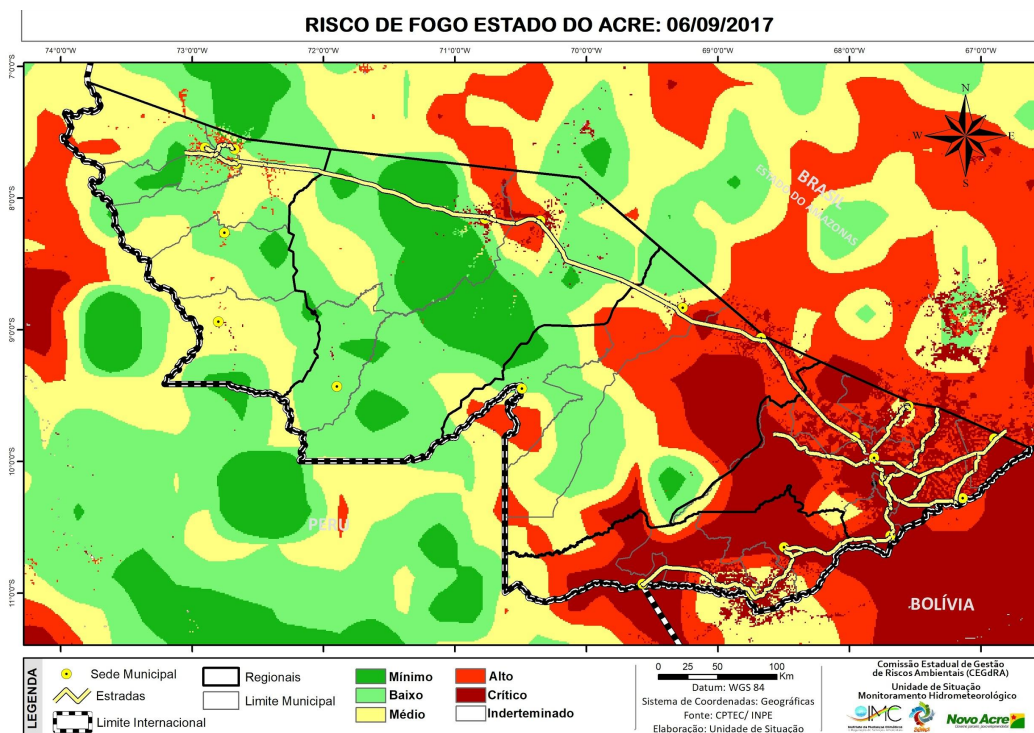 RISCO DE FOGO ESTADO DO ACRE: 06/09/2017
74°0'0"W 73°0'0"W 72°0'0"W 71°0'0"W 70°0'0"W 69°0'0"W 68°0'0"W 67°0'0"W
7°0'0"S
8°0'0"S
9°0'0"S
10°0'0"S
11°0'0"S
N
W E
S
BRASIL
ESTADO DO AMAZONAS
PERU
BOLÍVIA
LEGENDA
Sede Municipal
Estradas
Limite Internacional
Regionais
Limite Municipal
Mínimo
Baixo
Médio
Alto
Crítico
Inderteminado
0 25 50 100
Km
Datum: WGS 84
Sistema de Coordenadas: Geográficas
Fonte: CPTEC/ INPE
Elaboração: Unidade de Situação
Comissão Estadual de Gestão
de Riscos Ambientais (CEGdRA)
Unidade de Situação
Monitoramento Hidrometeorológico
IMC
Novo Acre